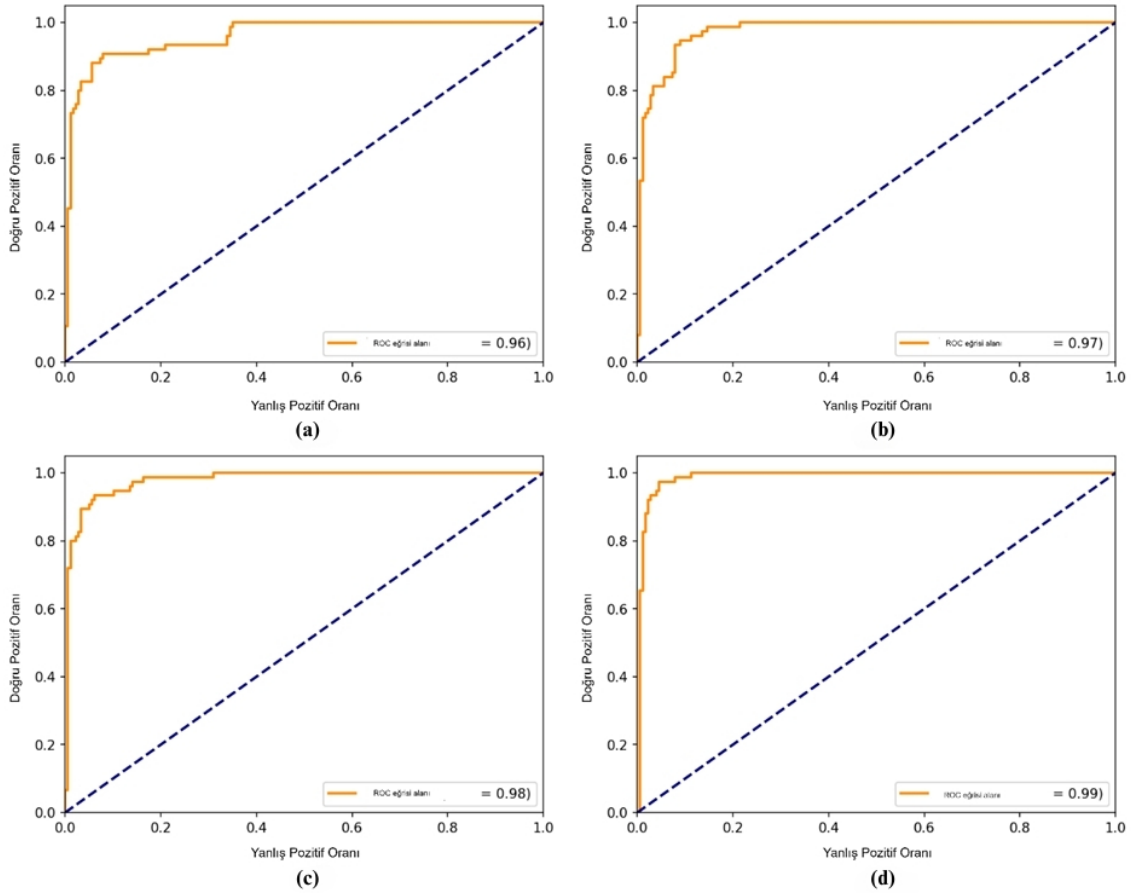 1.0
0.8
0.6
0.4
0.2
0.0
Doğru Pozitif Oranı
ROC eğrisi alanı = 0.96)
0.0 0.2 0.4 0.6 0.8 1.0
Yanlış Pozitif Oranı
(a)
1.0
0.8
0.6
0.4
0.2
0.0
Doğru Pozitif Oranı
ROC eğrisi alanı = 0.97)
0.0 0.2 0.4 0.6 0.8 1.0
Yanlış Pozitif Oranı
(b)
1.0
0.8
0.6
0.4
0.2
0.0
Doğru Pozitif Oranı
ROC eğrisi alanı = 0.98)
0.0 0.2 0.4 0.6 0.8 1.0
Yanlış Pozitif Oranı
(c)
1.0
0.8
0.6
0.4
0.2
0.0
Doğru Pozitif Oranı
ROC eğrisi alanı = 0.99)
0.0 0.2 0.4 0.6 0.8 1.0
Yanlış Pozitif Oranı
(d)